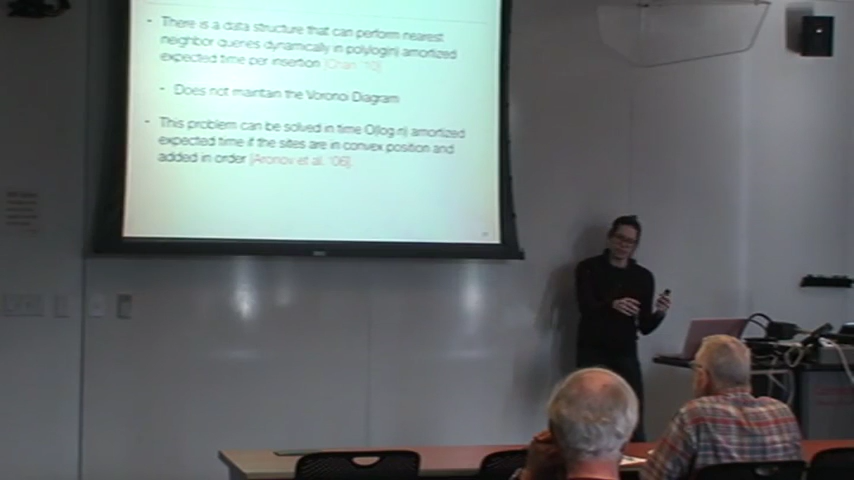 - There is a data structure that can perform nearest
neighbor queries dynamically in polylog(n) amortized
expected time per insertion [Chan '10]
- Does not maintain the Voronoi Diagram
- This problem can be solved in time O(log n) amortized
expected time if the sites are in convex position and
added in order [Aronov et al. '06].